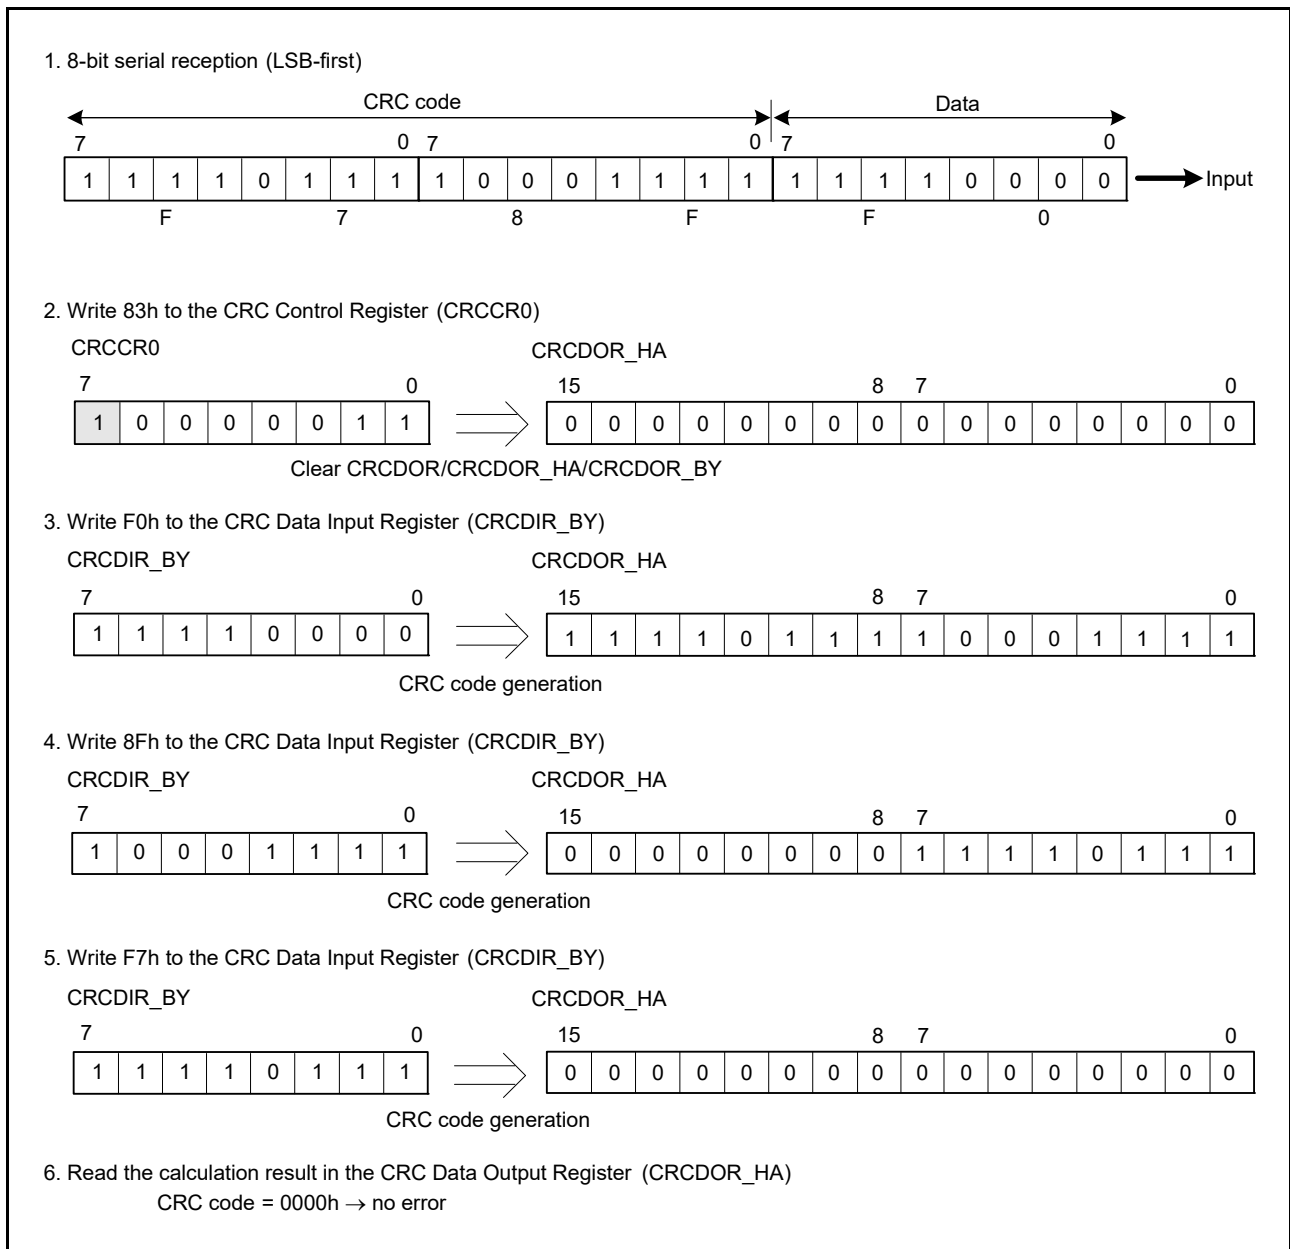 1. 8-bit serial reception (LSB-first)
CRC code Data
7 0 7 0 7 0
1 1 1 1 0 1 1 1 1 0 0 0 1 1 1 1 1 1 1 1 0 0 0 0 Input
F 7 8 F F 0
2. Write 83h to the CRC Control Register (CRCCR0)
CRCCR0 CRCDOR_HA
7 0 15 8 7 0
1 0 0 0 0 0 1 1 0 0 0 0 0 0 0 0 0 0 0 0 0 0 0 0
Clear CRCDOR/CRCDOR_HA/CRCDOR_BY
3. Write F0h to the CRC Data Input Register (CRCDIR_BY)
CRCDIR_BY CRCDOR_HA
7 0 15 8 7 0
1 1 1 1 0 0 0 0 1 1 1 1 0 1 1 1 1 0 0 0 1 1 1 1
CRC code generation
4. Write 8Fh to the CRC Data Input Register (CRCDIR_BY)
CRCDIR_BY CRCDOR_HA
7 0 15 8 7 0
1 0 0 0 1 1 1 1 0 0 0 0 0 0 0 0 1 1 1 1 0 1 1 1
CRC code generation
5. Write F7h to the CRC Data Input Register (CRCDIR_BY)
CRCDIR_BY CRCDOR_HA
7 0 15 8 7 0
1 1 1 1 0 1 1 1 0 0 0 0 0 0 0 0 0 0 0 0 0 0 0 0
CRC code generation
6. Read the calculation result in the CRC Data Output Register (CRCDOR_HA)
CRC code = 0000h → no error